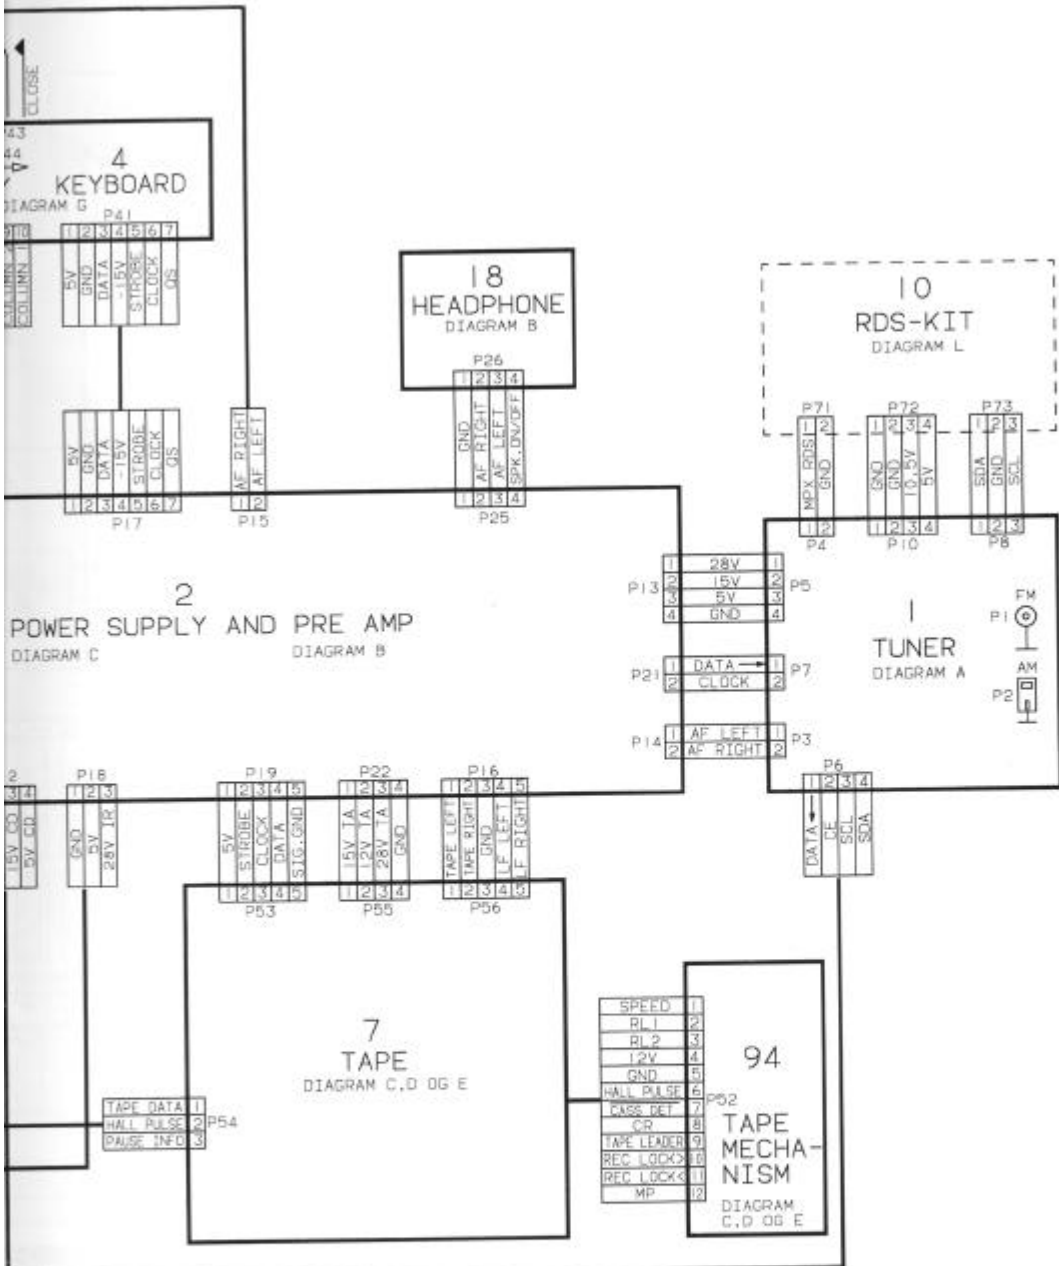 CLOSE
43
44
4
KEYBOARD
DIAGRAM G
P41
9 10
1 2 3 4 5 6 7
COLUMN 2
COLUMN 1
5V
GND
DATA
-15V
STROBE
CLOCK
QS
18
HEADPHONE
DIAGRAM B
P26
1 2 3 4
GND
AF RIGHT
AF LEFT
SPK.ON/OFF
1 2 3 4
P25
10
RDS-KIT
DIAGRAM L
P71
P72
P73
1 2
1 2 3 4
1 2 3
MPX RDS
GND
GND
GND
10,5V
5V
SDA
GND
SCL
1 2
1 2 3 4
1 2 3
P4
P10
P8
5V
GND
DATA
-15V
STROBE
CLOCK
QS
1 2 3 4 5 6 7
P17
AF RIGHT
AF LEFT
1 2
P15
2
POWER SUPPLY AND PRE AMP
DIAGRAM C
DIAGRAM B
P13
1 28V 1
2 15V 2
3 5V 3
4 GND 4
P5
P21
1 DATA 1
2 CLOCK 2
P7
P14
1 AF LEFT 1
2 AF RIGHT 2
P3
1
TUNER
DIAGRAM A
FM
P1
AM
P2
P6
1 2 3 4
DATA
CE
SCL
SDA
2
3 4
15V CD
5V CD
P18
1 2 3
GND
5V
28V IR
P19
1 2 3 4 5
5V
STROBE
CLOCK
DATA
SIG.GND
1 2 3 4 5
P53
P22
1 2 3 4
15V TA
12V TA
28V TA
GND
1 2 3 4
P55
P16
1 2 3 4 5
TAPE LEFT
TAPE RIGHT
GND
LF LEFT
LF RIGHT
1 2 3 4 5
P56
7
TAPE
DIAGRAM C,D OG E
TAPE DATA 1
HALL PULSE 2
PAUSE INFO 3
P54
SPEED 1
RL1 2
RL2 3
12V 4
GND 5
HALL PULSE 6
CASS DET 7
CR 8
TAPE LEADER 9
REC LOCK> 10
REC LOCK< 11
MP 12
P52
94
TAPE
MECHA-
NISM
DIAGRAM
C,D OG E